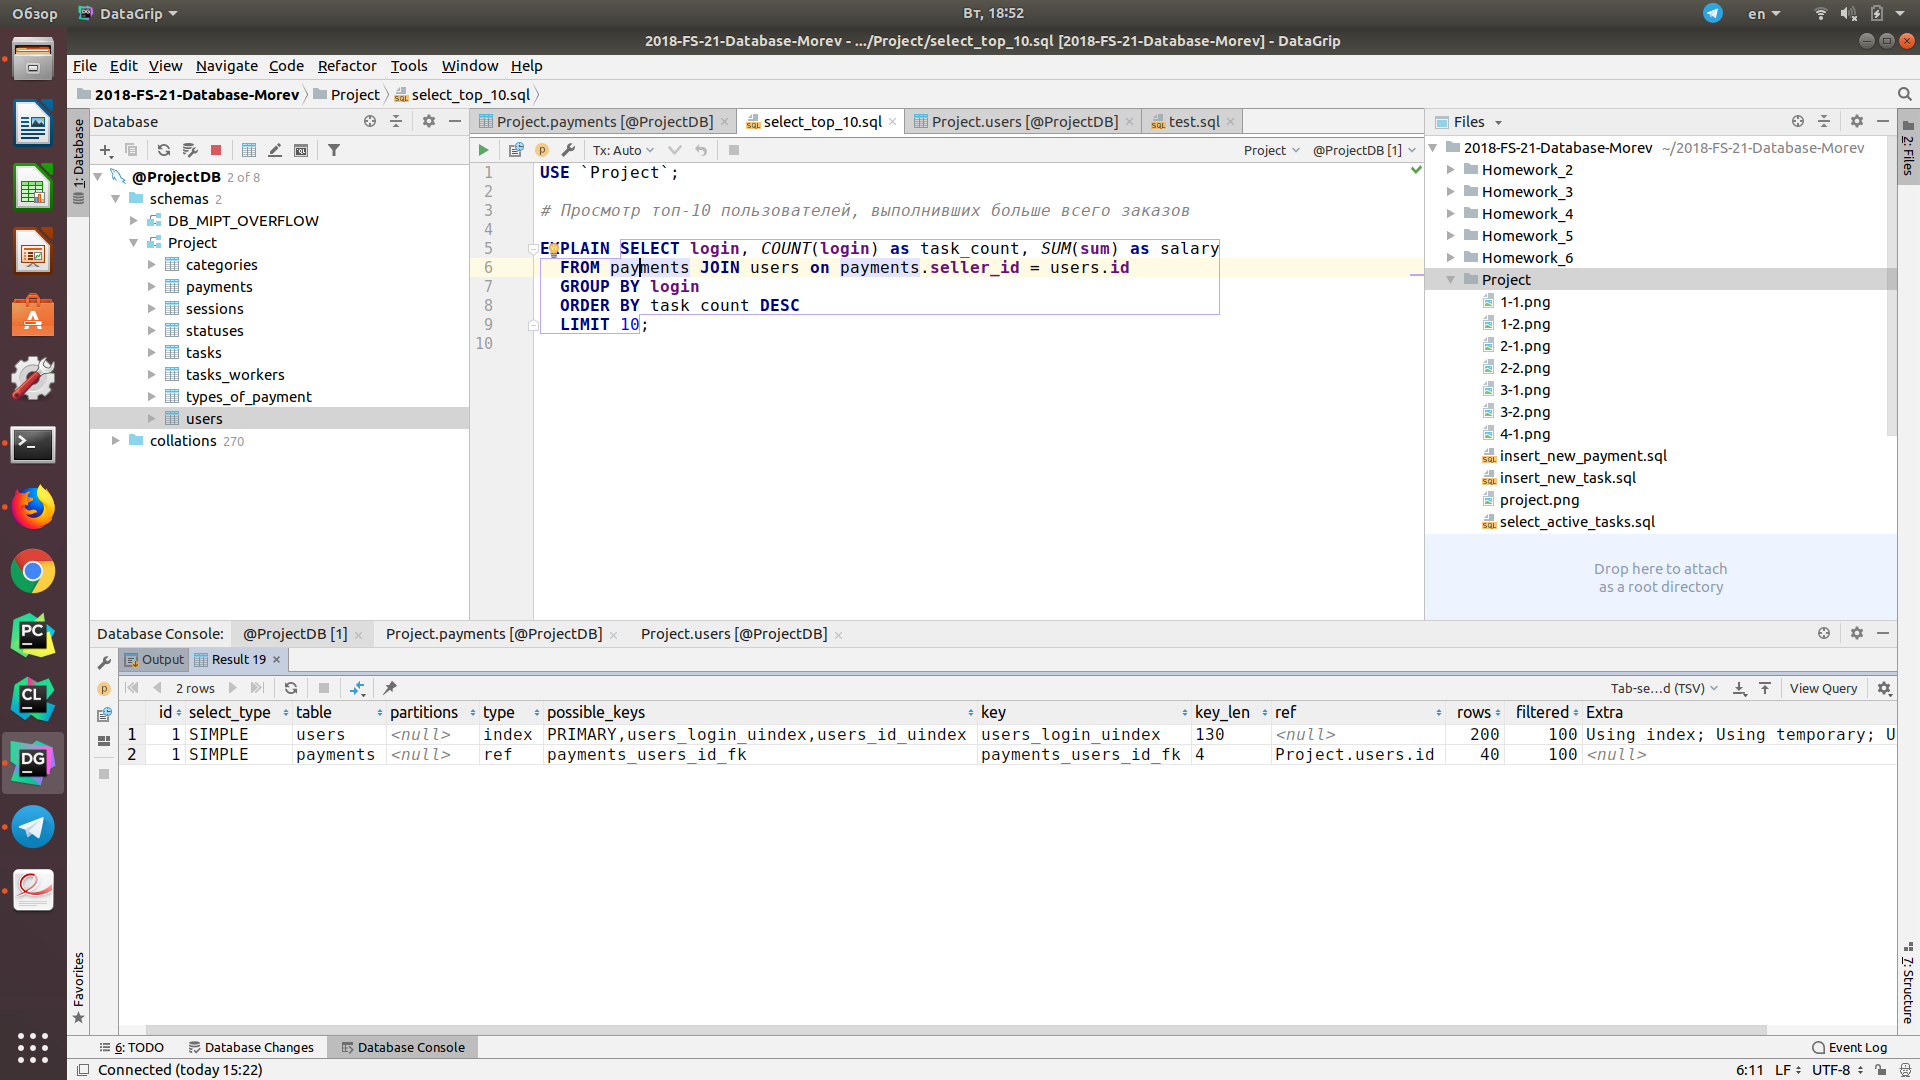 Обзор DataGrip Вт, 18:52 en
2018-FS-21-Database-Morev - .../Project/select_top_10.sql [2018-FS-21-Database-Morev] - DataGrip
File Edit View Navigate Code Refactor Tools Window Help
2018-FS-21-Database-Morev Project select_top_10.sql
1: Database
Database
@ProjectDB 2 of 8
schemas 2
DB_MIPT_OVERFLOW
Project
categories
payments
sessions
statuses
tasks
tasks_workers
types_of_payment
users
collations 270
Project.payments [@ProjectDB] select_top_10.sql Project.users [@ProjectDB] test.sql
Tx: Auto Project @ProjectDB [1]
1 USE `Project`;
2
3 # Просмотр топ-10 пользователей, выполнивших больше всего заказов
4
5 EXPLAIN SELECT login, COUNT(login) as task_count, SUM(sum) as salary
6 FROM payments JOIN users on payments.seller_id = users.id
7 GROUP BY login
8 ORDER BY task_count DESC
9 LIMIT 10;
10
Files
2018-FS-21-Database-Morev ~/2018-FS-21-Database-Morev
Homework_2
Homework_3
Homework_4
Homework_5
Homework_6
Project
1-1.png
1-2.png
2-1.png
2-2.png
3-1.png
3-2.png
4-1.png
insert_new_payment.sql
insert_new_task.sql
project.png
select_active_tasks.sql
Drop here to attach
as a root directory
2: Files
Database Console: @ProjectDB [1] Project.payments [@ProjectDB] Project.users [@ProjectDB]
Output Result 19
2 rows Tab-se...d (TSV) View Query
id select_type table partitions type possible_keys key key_len ref rows filtered Extra
1 1 SIMPLE users <null> index PRIMARY,users_login_uindex,users_id_uindex users_login_uindex 130 <null> 200 100 Using index; Using temporary; U
2 1 SIMPLE payments <null> ref payments_users_id_fk payments_users_id_fk 4 Project.users.id 40 100 <null>
Favorites
7: Structure
6: TODO Database Changes Database Console Event Log
Connected (today 15:22) 6:11 LF UTF-8